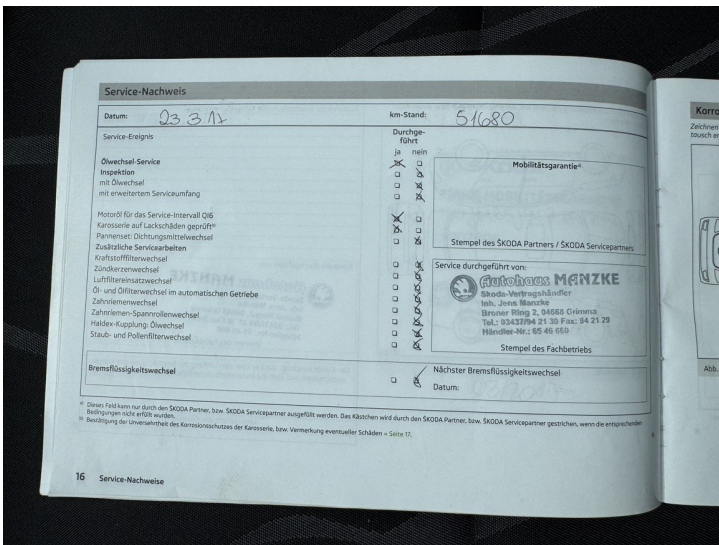 Service-Nachweis
Datum: 23.3.17 km-Stand: 51680
Service-Ereignis Durchge-
führt
ja nein
Mobilitätsgarantie a)
Ölwechsel-Service
Inspektion
mit Ölwechsel
mit erweitertem Serviceumfang
Motoröl für das Service-Intervall QI6
Karosserie auf Lackschäden geprüft b)
Pannenset: Dichtungsmittelwechsel
Stempel des ŠKODA Partners / ŠKODA Servicepartners
Zusätzliche Servicearbeiten
Kraftstofffilterwechsel
Zündkerzenwechsel
Luftfiltereinsatzwechsel
Öl- und Ölfilterwechsel im automatischen Getriebe
Zahnriemenwechsel
Zahnriemen-Spannrollenwechsel
Haldex-Kupplung: Ölwechsel
Staub- und Pollenfilterwechsel
Service durchgeführt von:
Autohaus MANZKE
Skoda-Vertragshändler
Inh. Jens Manzke
Broner Ring 2, 04668 Grimma
Tel.: 03437/94 21 30 Fax: 94 21 29
Händler-Nr.: 65 46 660
Stempel des Fachbetriebs
Bremsflüssigkeitswechsel
Nächster Bremsflüssigkeitswechsel
Datum:
a) Dieses Feld kann nur durch den ŠKODA Partner, bzw. ŠKODA Servicepartner ausgefüllt werden. Das Kästchen wird durch den ŠKODA Partner, bzw. ŠKODA Servicepartner gestrichen, wenn die entsprechenden
Bedingungen nicht erfüllt wurden.
b) Bestätigung der Unversehrtheit des Korrosionsschutzes der Karosserie, bzw. Vermerkung eventueller Schäden » Seite 17.
16 Service-Nachweise
Korro
Zeichnen
tausch er
Abb.